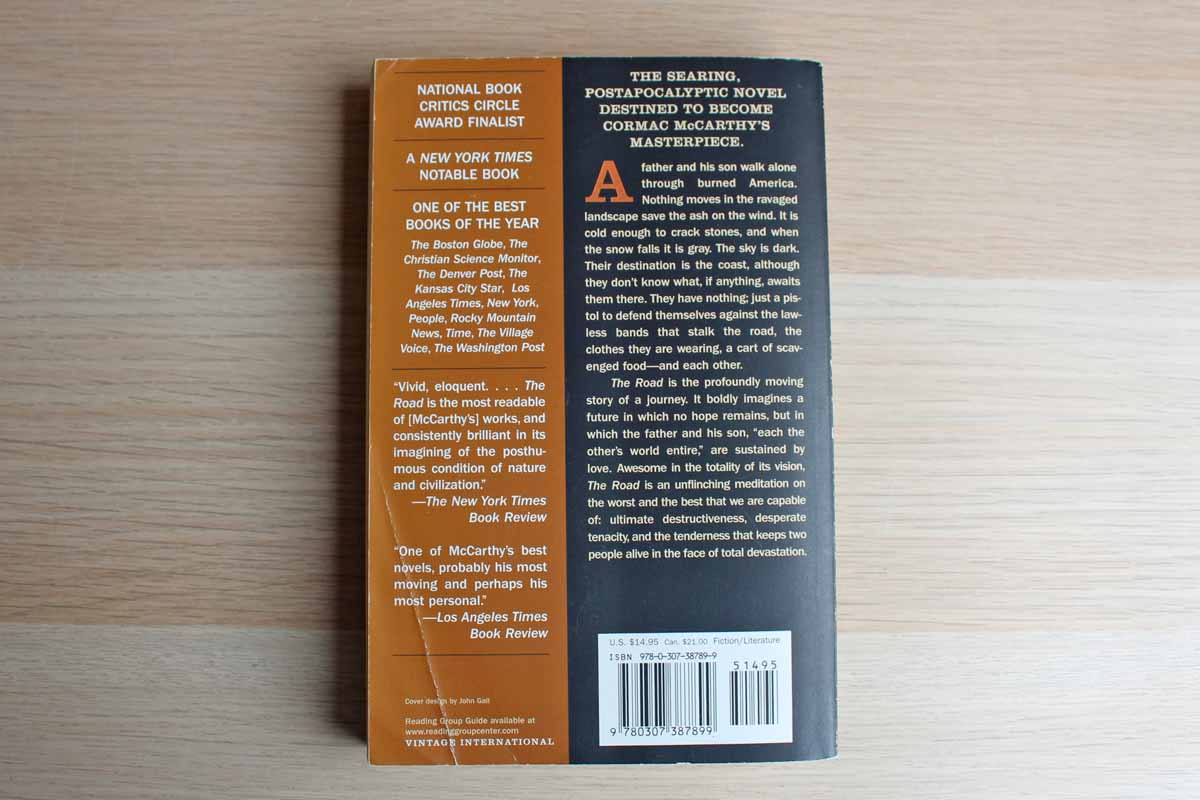 NATIONAL BOOK
CRITICS CIRCLE
AWARD FINALIST
A NEW YORK TIMES
NOTABLE BOOK
ONE OF THE BEST
BOOKS OF THE YEAR
The Boston Globe, The
Christian Science Monitor,
The Denver Post, The
Kansas City Star, Los
Angeles Times, New York,
People, Rocky Mountain
News, Time, The Village
Voice, The Washington Post
“Vivid, eloquent. . . . The
Road is the most readable
of [McCarthy’s] works, and
consistently brilliant in its
imagining of the posthu-
mous condition of nature
and civilization.”
—The New York Times
Book Review
“One of McCarthy’s best
novels, probably his most
moving and perhaps his
most personal.”
—Los Angeles Times
Book Review
Cover design by John Gall
Reading Group Guide available at
www.readinggroupcenter.com
VINTAGE INTERNATIONAL
THE SEARING,
POSTAPOCALYPTIC NOVEL
DESTINED TO BECOME
CORMAC McCARTHY’S
MASTERPIECE.
A father and his son walk alone
through burned America.
Nothing moves in the ravaged
landscape save the ash on the wind. It is
cold enough to crack stones, and when
the snow falls it is gray. The sky is dark.
Their destination is the coast, although
they don’t know what, if anything, awaits
them there. They have nothing; just a pis-
tol to defend themselves against the law-
less bands that stalk the road, the
clothes they are wearing, a cart of scav-
enged food—and each other.
The Road is the profoundly moving
story of a journey. It boldly imagines a
future in which no hope remains, but in
which the father and his son, “each the
other’s world entire,” are sustained by
love. Awesome in the totality of its vision,
The Road is an unflinching meditation on
the worst and the best that we are capable
of: ultimate destructiveness, desperate
tenacity, and the tenderness that keeps two
people alive in the face of total devastation.
U.S. $14.95 Can. $21.00 Fiction/Literature
ISBN 978-0-307-38789-9
51495
9 780307 387899